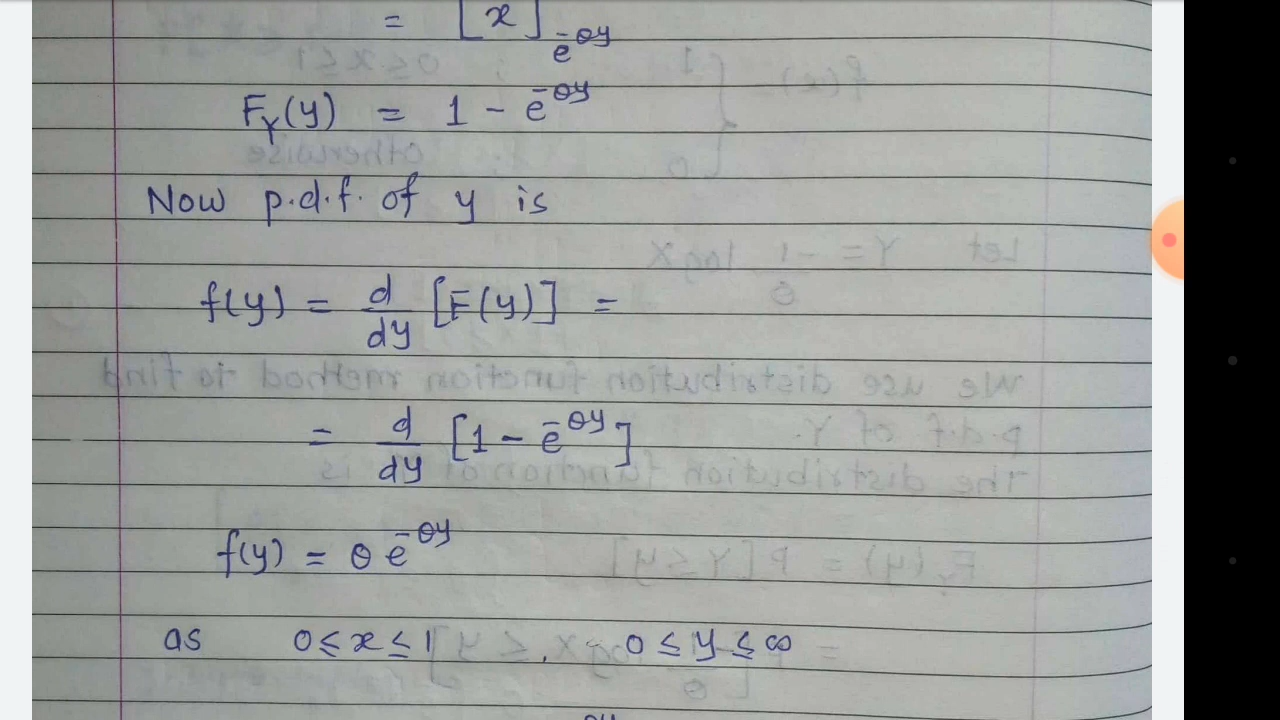 = [x]e^-θy
F_Y(y) = 1 - e^-θy
Now p.d.f. of y is
f(y) = d/dy [F(y)] =
= d/dy [1 - e^-θy]
f(y) = θ e^-θy
as 0 ≤ x ≤ 1, 0 ≤ y ≤ ∞